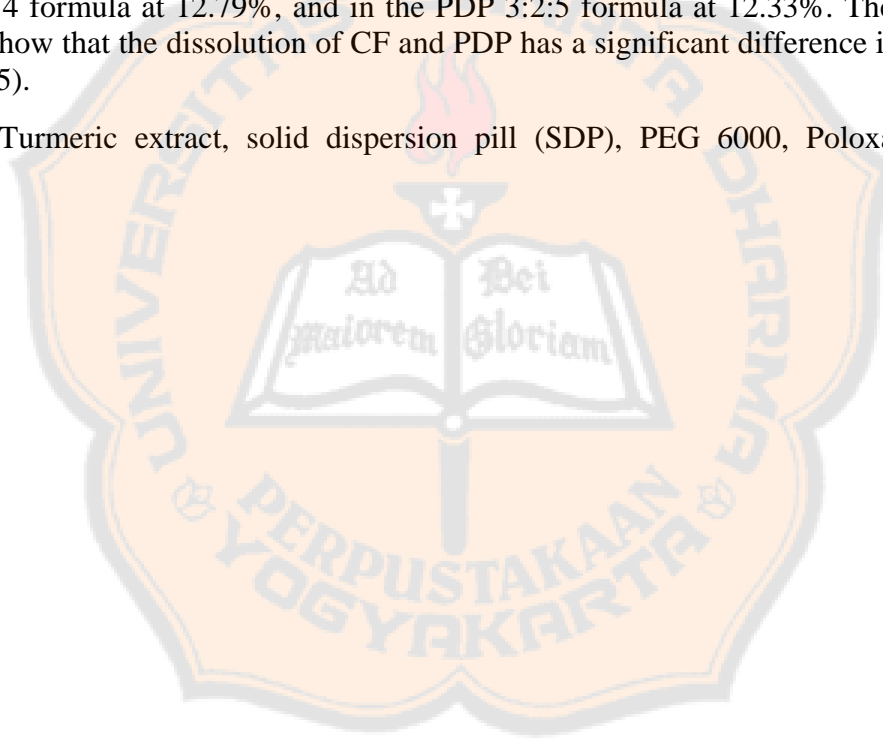 4 formula at 12.79%, and in the PDP 3:2:5 formula at 12.33%. The
how that the dissolution of CF and PDP has a significant difference i
5).
Turmeric extract, solid dispersion pill (SDP), PEG 6000, Poloxa
UNIVERSITAS DHARMA
Ad Dei
maiorem Gloriam
PERPUSTAKAAN
YOGYAKARTA